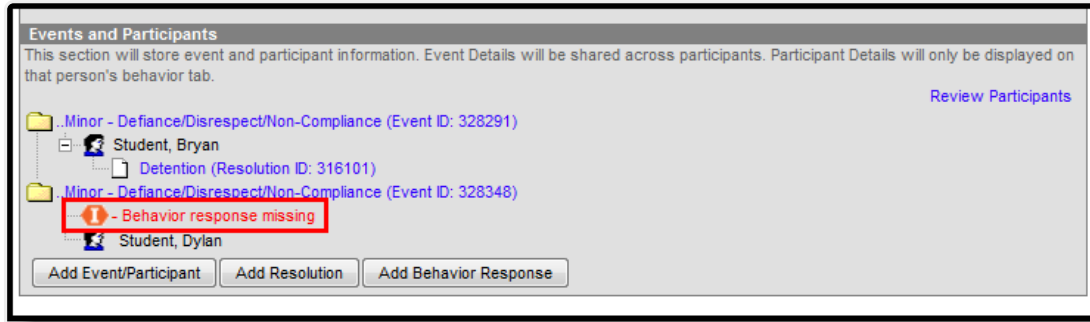 Events and Participants
This section will store event and participant information. Event Details will be shared across participants. Participant Details will only be displayed on
that person's behavior tab.
Review Participants
..Minor - Defiance/Disrespect/Non-Compliance (Event ID: 328291)
Student, Bryan
Detention (Resolution ID: 316101)
..Minor - Defiance/Disrespect/Non-Compliance (Event ID: 328348)
I - Behavior response missing
Student, Dylan
Add Event/Participant Add Resolution Add Behavior Response